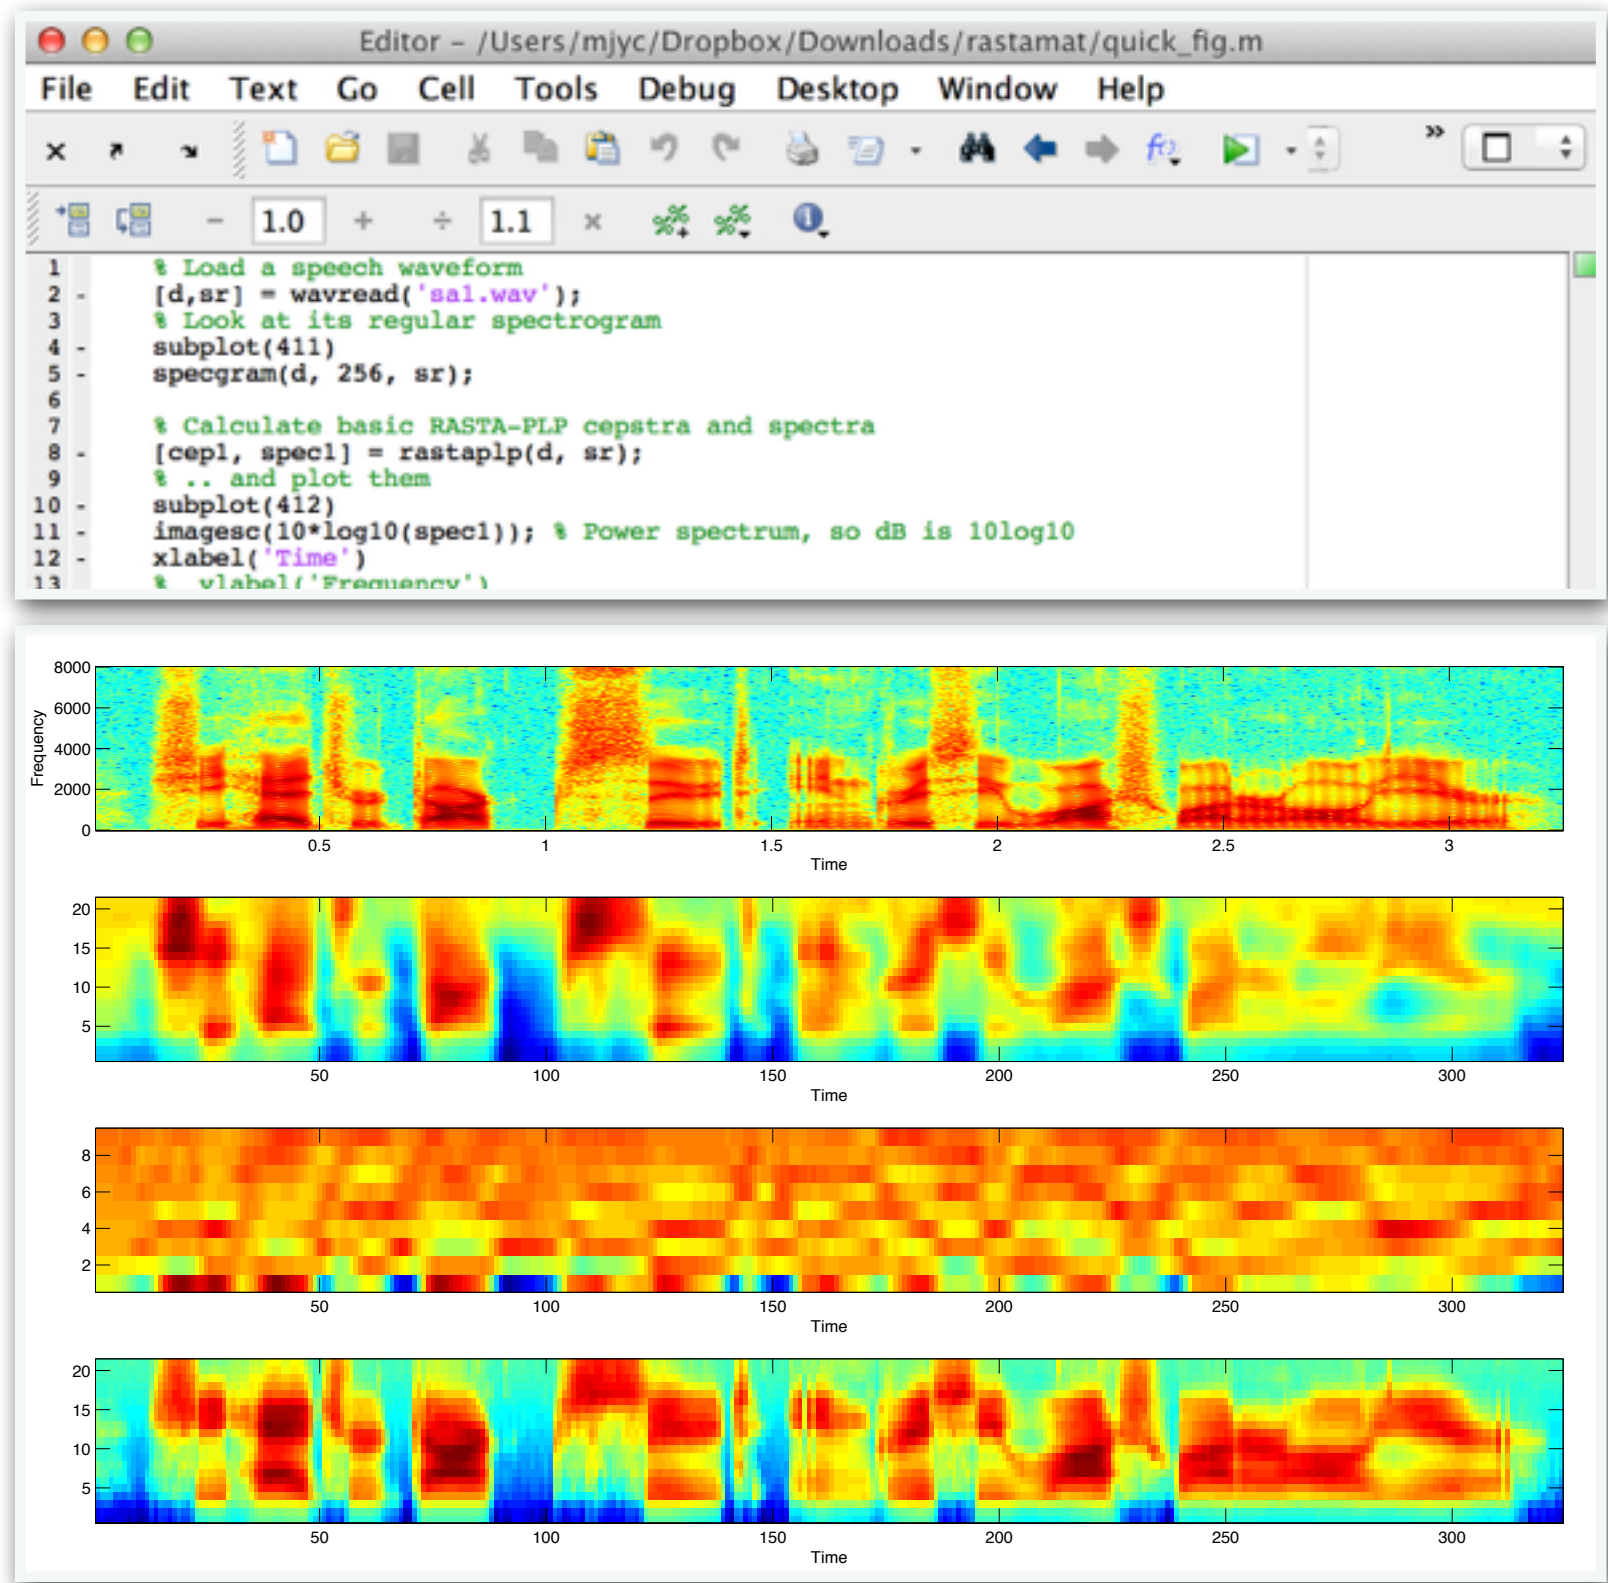 Editor – /Users/mjyc/Dropbox/Downloads/rastamat/quick_fig.m
File Edit Text Go Cell Tools Debug Desktop Window Help
1.0 1.1
1 % Load a speech waveform
2 - [d,sr] = wavread('sa1.wav');
3 % Look at its regular spectrogram
4 - subplot(411)
5 - specgram(d, 256, sr);
6
7 % Calculate basic RASTA-PLP cepstra and spectra
8 - [cep1, spec1] = rastaplp(d, sr);
9 % .. and plot them
10 - subplot(412)
11 - imagesc(10*log10(spec1)); % Power spectrum, so dB is 10log10
12 - xlabel('Time')
13 % ylabel('Frequency')
8000
6000
4000
2000
0
Frequency
0.5 1 1.5 2 2.5 3
Time
20
15
10
5
50 100 150 200 250 300
Time
8
6
4
2
50 100 150 200 250 300
Time
20
15
10
5
50 100 150 200 250 300
Time